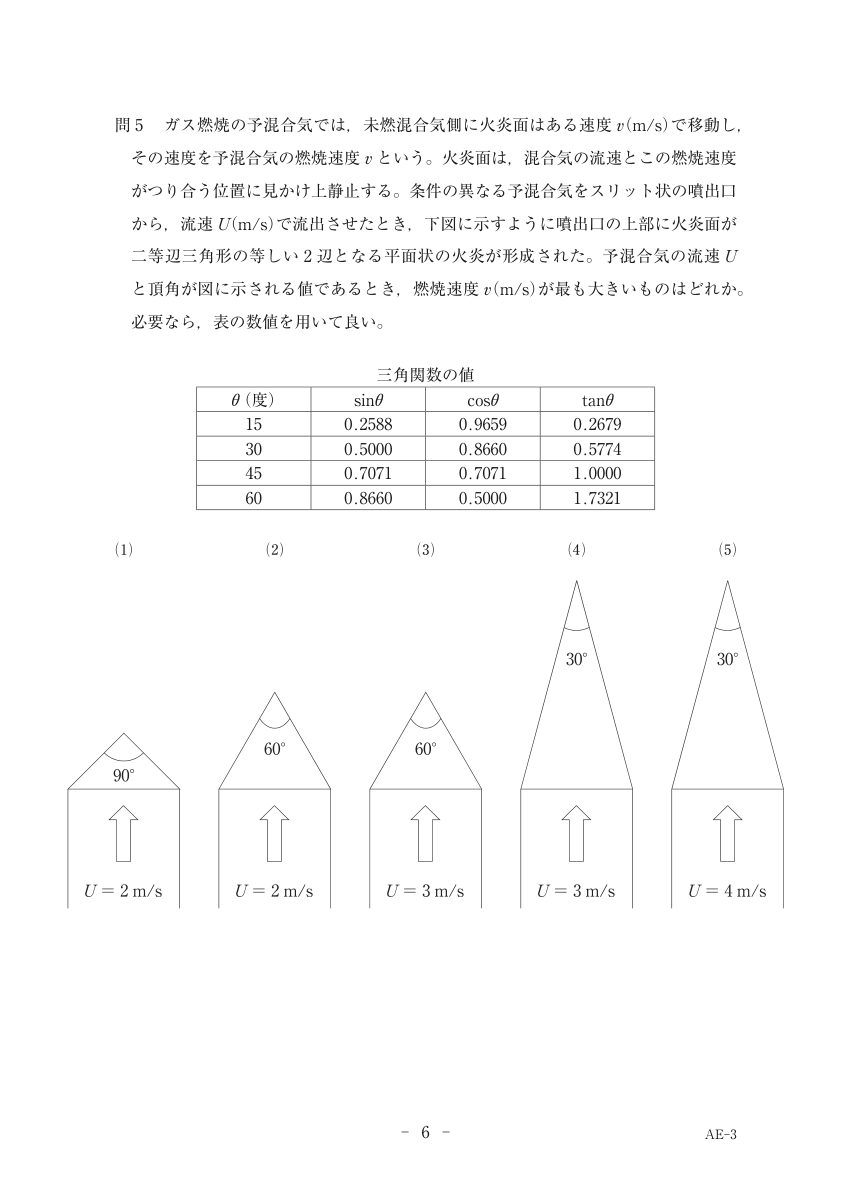 問5 ガス燃焼の予混合気では，未燃混合気側に火炎面はある速度 v(m/s)で移動し，
その速度を予混合気の燃焼速度 v という。火炎面は，混合気の流速とこの燃焼速度
がつり合う位置に見かけ上静止する。条件の異なる予混合気をスリット状の噴出口
から，流速 U(m/s)で流出させたとき，下図に示すように噴出口の上部に火炎面が
二等辺三角形の等しい2辺となる平面状の火炎が形成された。予混合気の流速 U
と頂角が図に示される値であるとき，燃焼速度 v(m/s)が最も大きいものはどれか。
必要なら，表の数値を用いて良い。
三角関数の値
θ（度） sinθ cosθ tanθ
15 0.2588 0.9659 0.2679
30 0.5000 0.8660 0.5774
45 0.7071 0.7071 1.0000
60 0.8660 0.5000 1.7321
(1) (2) (3) (4) (5)
90° 60° 60° 30° 30°
U = 2 m/s U = 2 m/s U = 3 m/s U = 3 m/s U = 4 m/s
- 6 -
AE-3